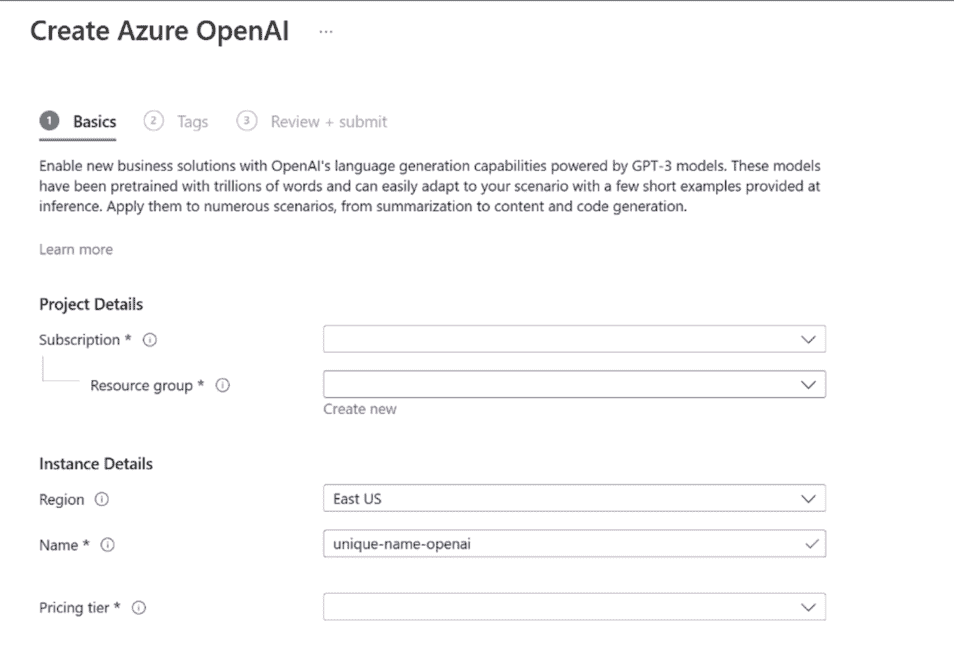 Create Azure OpenAI ...
1 Basics 2 Tags 3 Review + submit
Enable new business solutions with OpenAI's language generation capabilities powered by GPT-3 models. These models
have been pretrained with trillions of words and can easily adapt to your scenario with a few short examples provided at
inference. Apply them to numerous scenarios, from summarization to content and code generation.
Learn more
Project Details
Subscription *
Resource group *
Create new
Instance Details
Region East US
Name * unique-name-openai
Pricing tier *